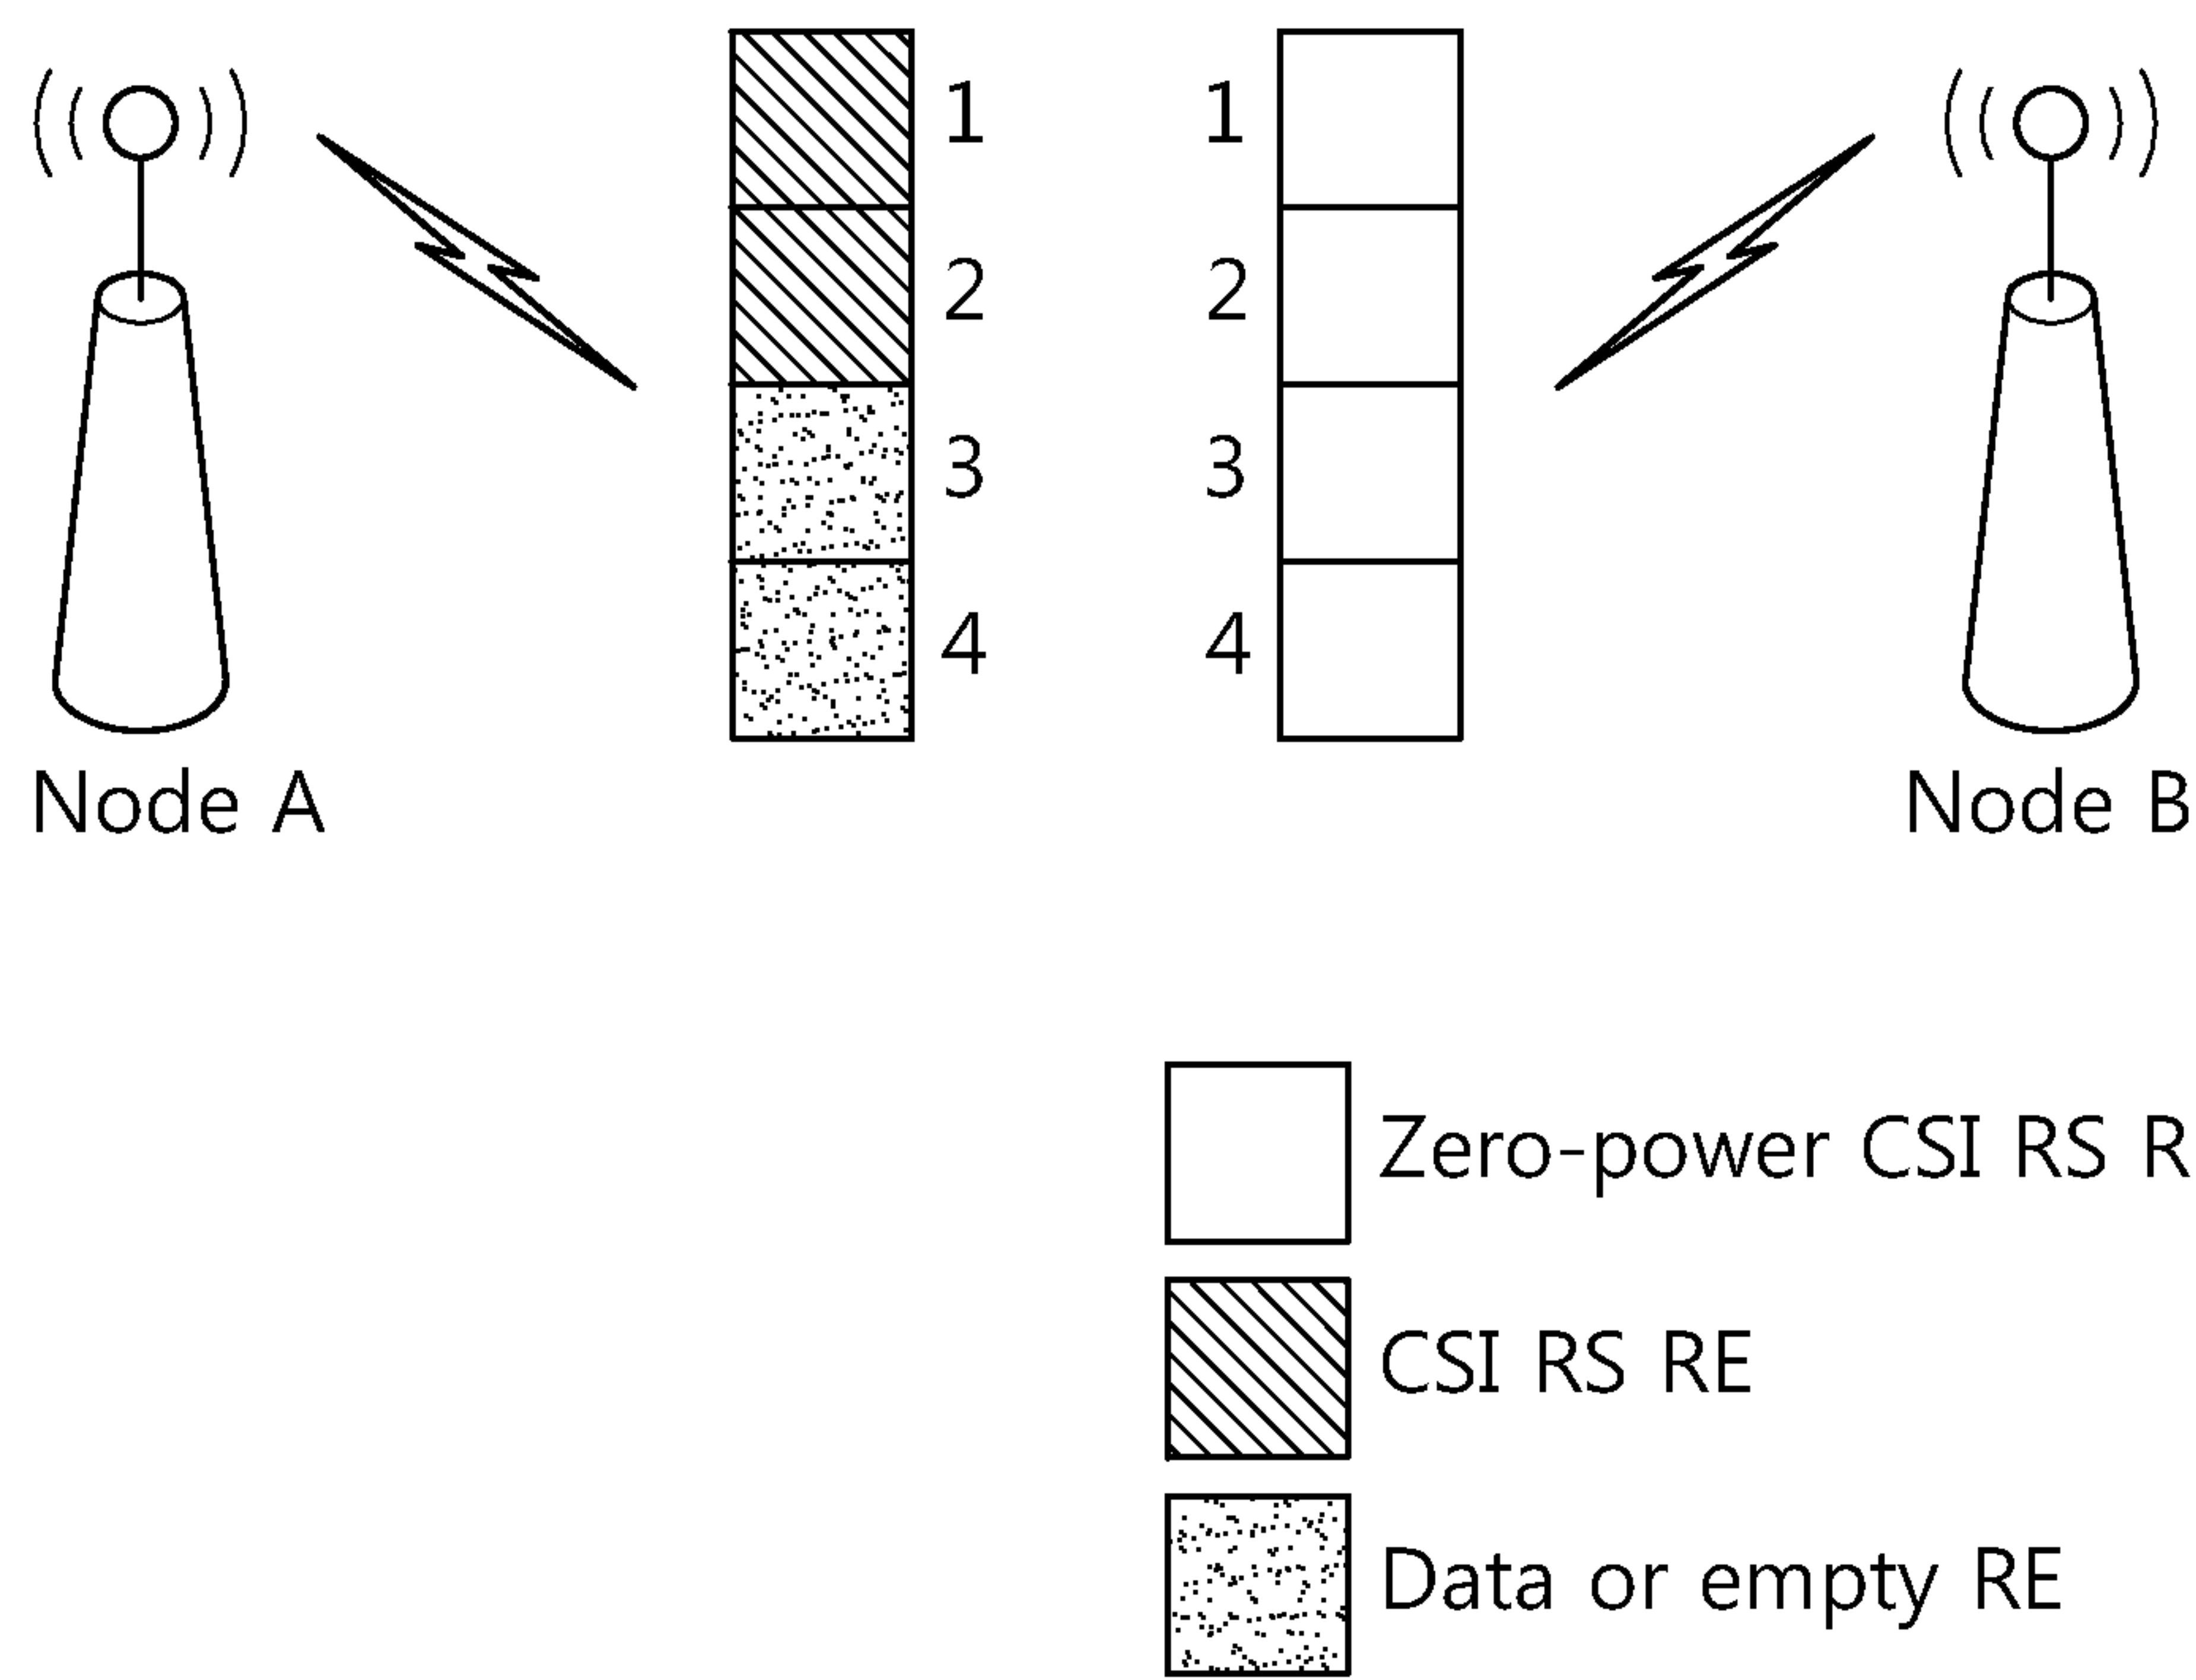 1 1
2 2
3 3
4 4
Node A Node B
Zero-power CSI RS R
CSI RS RE
Data or empty RE